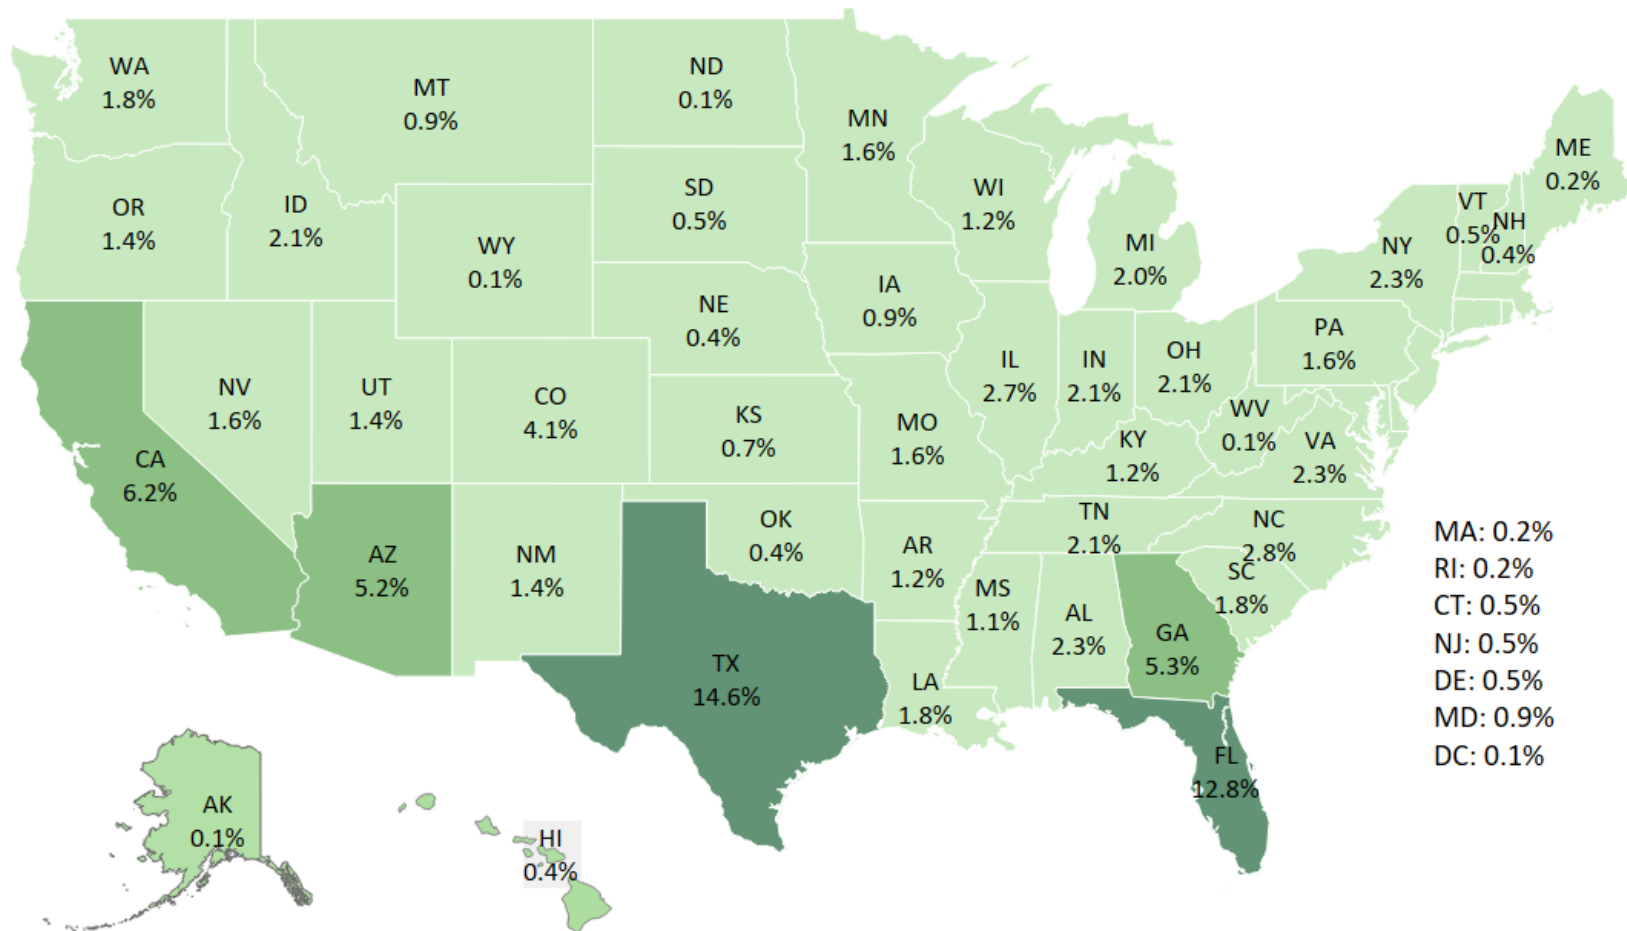 WA
1.8%
MT
0.9%
ND
0.1%
MN
1.6%
OR
1.4%
ID
2.1%
WY
0.1%
SD
0.5%
WI
1.2%
MI
2.0%
NY
2.3%
VT
0.5%
NH
0.4%
ME
0.2%
NE
0.4%
IA
0.9%
NV
1.6%
UT
1.4%
CO
4.1%
KS
0.7%
MO
1.6%
IL
2.7%
IN
2.1%
OH
2.1%
PA
1.6%
WV
0.1%
VA
2.3%
KY
1.2%
CA
6.2%
AZ
5.2%
NM
1.4%
OK
0.4%
AR
1.2%
TN
2.1%
NC
2.8%
SC
1.8%
MS
1.1%
AL
2.3%
GA
5.3%
TX
14.6%
LA
1.8%
FL
12.8%
AK
0.1%
HI
0.4%
MA: 0.2%
RI: 0.2%
CT: 0.5%
NJ: 0.5%
DE: 0.5%
MD: 0.9%
DC: 0.1%